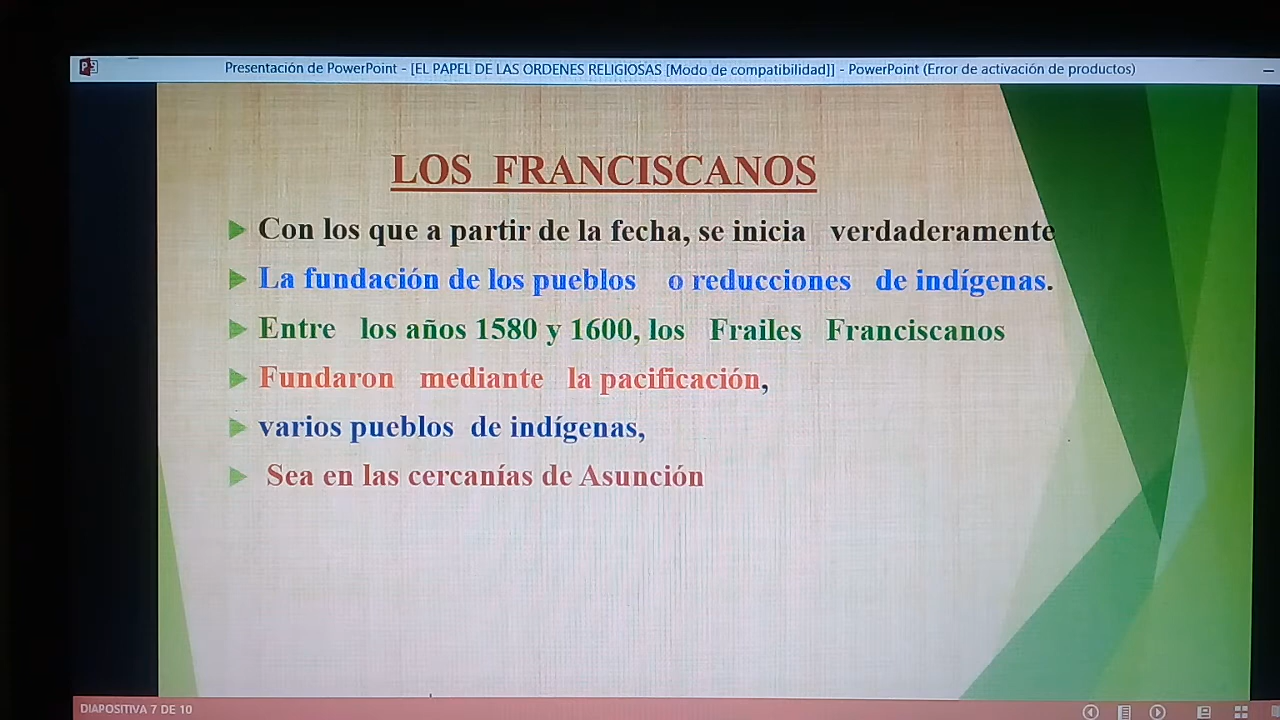 Presentación de PowerPoint - [EL PAPEL DE LAS ORDENES RELIGIOSAS [Modo de compatibilidad]] - PowerPoint (Error de activación de productos)
LOS FRANCISCANOS
Con los que a partir de la fecha, se inicia verdaderamente
La fundación de los pueblos o reducciones de indígenas.
Entre los años 1580 y 1600, los Frailes Franciscanos
Fundaron mediante la pacificación,
varios pueblos de indígenas,
Sea en las cercanías de Asunción
DIAPOSITIVA 7 DE 10